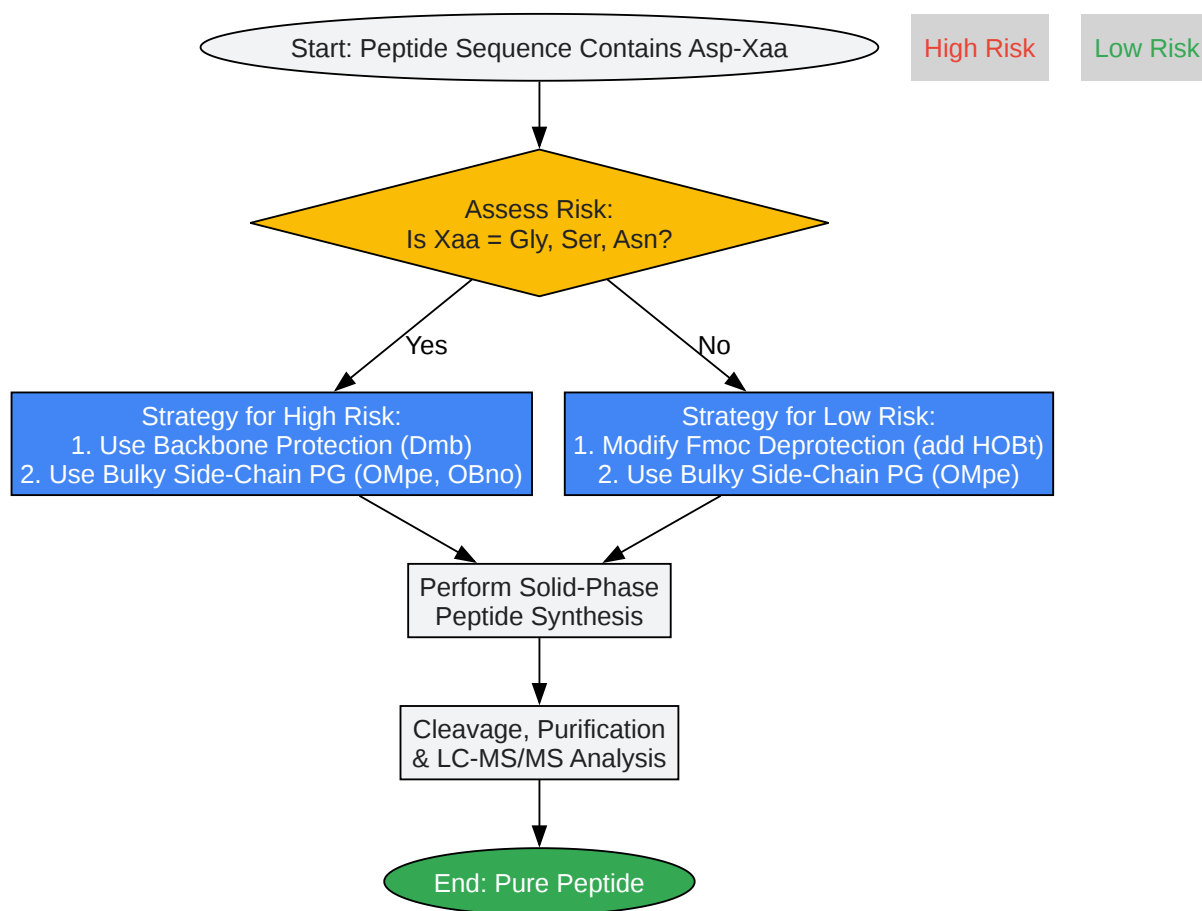 Start: Peptide Sequence Contains Asp-Xaa
High Risk
Low Risk
Assess Risk:
Is Xaa = Gly, Ser, Asn?
Yes
No
Strategy for High Risk:
1. Use Backbone Protection (Dmb)
2. Use Bulky Side-Chain PG (OMpe, OBno)
Strategy for Low Risk:
1. Modify Fmoc Deprotection (add HOBt)
2. Use Bulky Side-Chain PG (OMpe)
Perform Solid-Phase
Peptide Synthesis
Cleavage, Purification
& LC-MS/MS Analysis
End: Pure Peptide